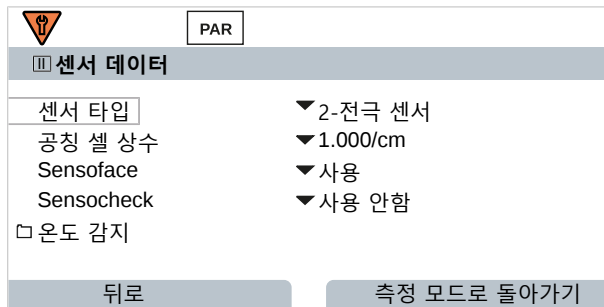 PAR
II 센서 데이터
센서 타입 2-전극 센서
공칭 셀 상수 1.000/cm
Sensoface 사용
Sensocheck 사용 안함
온도 감지
뒤로 측정 모드로 돌아가기